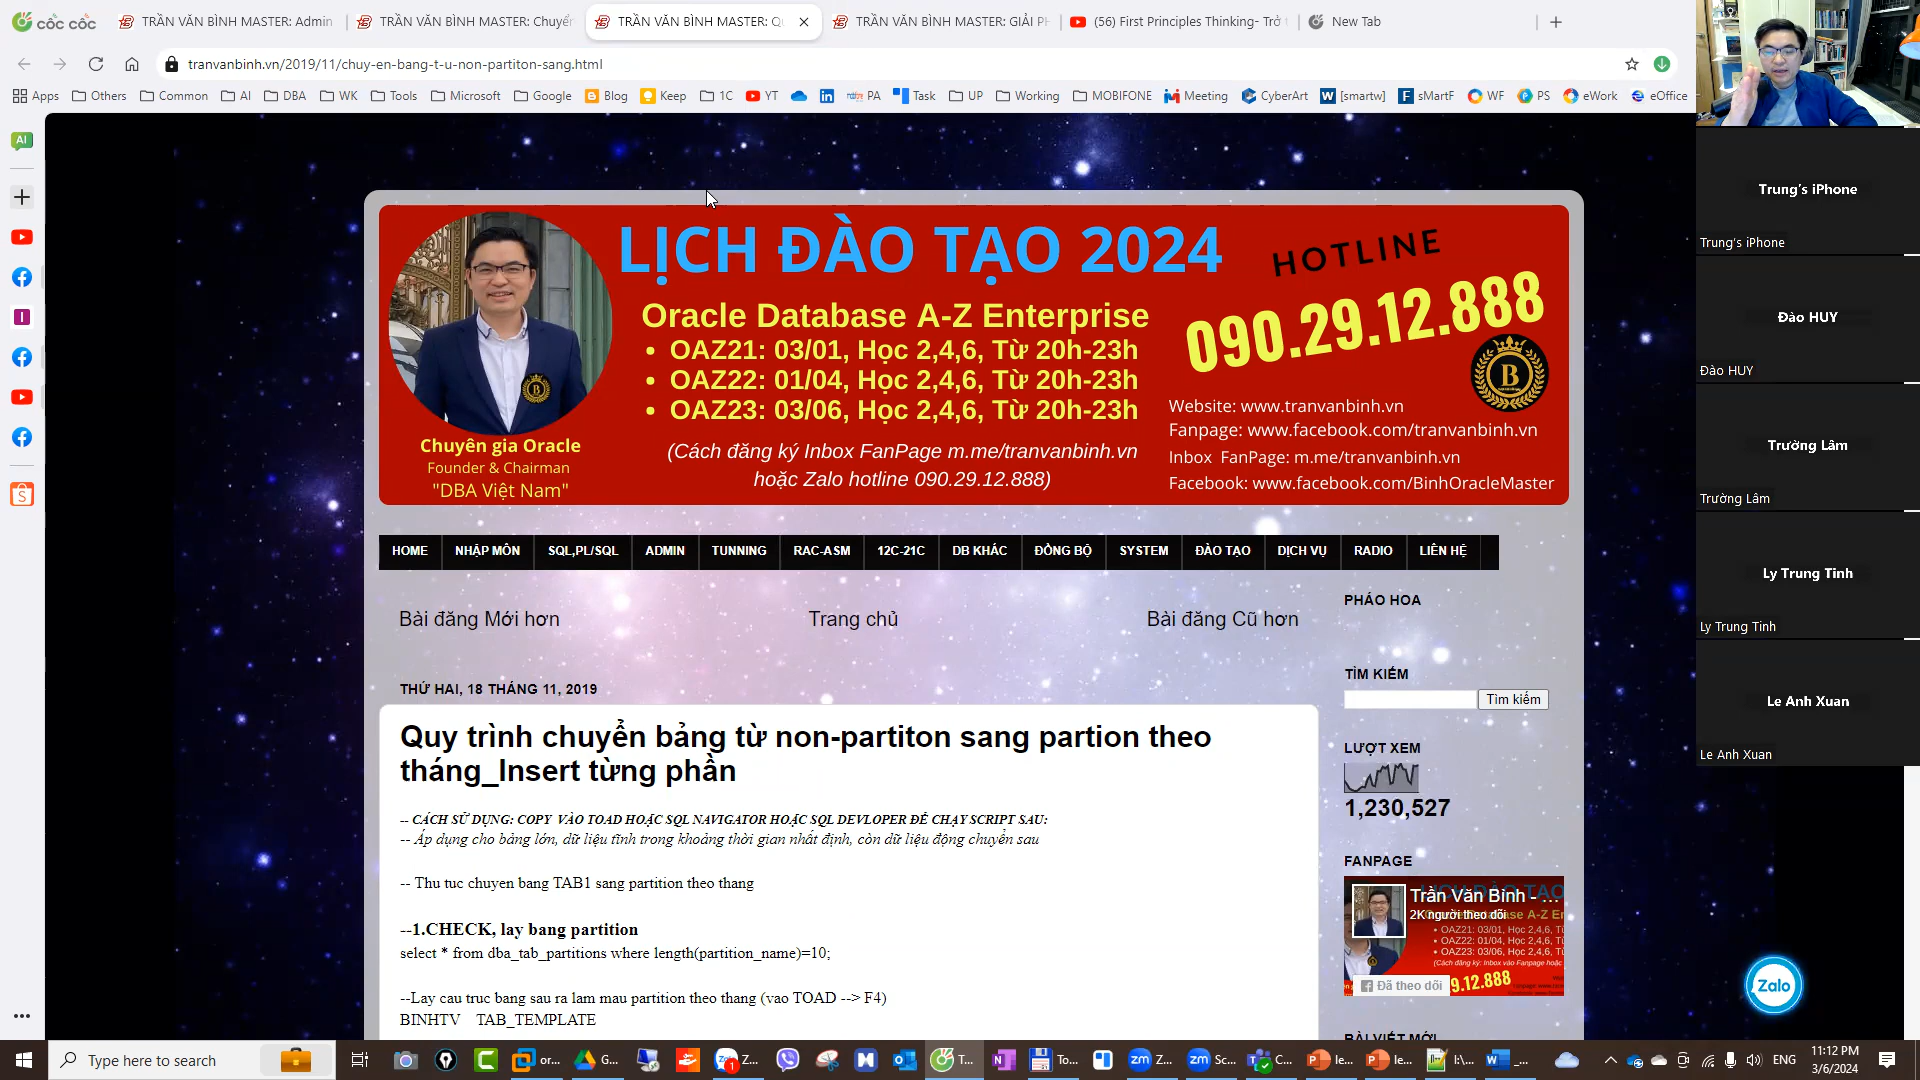 cốc cốc
TRẦN VĂN BÌNH MASTER: Admin
TRẦN VĂN BÌNH MASTER: Chuyển
TRẦN VĂN BÌNH MASTER: QU
TRẦN VĂN BÌNH MASTER: GIẢI PH
(56) First Principles Thinking- Trở t
New Tab
tranvanbinh.vn/2019/11/chuy-en-bang-t-u-non-partiton-sang.html
Apps
Others
Common
AI
DBA
WK
Tools
Microsoft
Google
Blog
Keep
1C
YT
PA
Task
UP
Working
MOBIFONE
Meeting
CyberArt
[smartw]
sMartF
WF
PS
eWork
eOffice
AI
LỊCH ĐÀO TẠO 2024
HOTLINE
090.29.12.888
Oracle Database A-Z Enterprise
• OAZ21: 03/01, Học 2,4,6, Từ 20h-23h
• OAZ22: 01/04, Học 2,4,6, Từ 20h-23h
• OAZ23: 03/06, Học 2,4,6, Từ 20h-23h
(Cách đăng ký Inbox FanPage m.me/tranvanbinh.vn
hoặc Zalo hotline 090.29.12.888)
B
Website: www.tranvanbinh.vn
Fanpage: www.facebook.com/tranvanbinh.vn
Inbox FanPage: m.me/tranvanbinh.vn
Facebook: www.facebook.com/BinhOracleMaster
Chuyên gia Oracle
Founder & Chairman
"DBA Việt Nam"
HOME
NHẬP MÔN
SQL,PL/SQL
ADMIN
TUNNING
RAC-ASM
12C-21C
DB KHÁC
ĐỒNG BỘ
SYSTEM
ĐÀO TẠO
DỊCH VỤ
RADIO
LIÊN HỆ
Bài đăng Mới hơn
Trang chủ
Bài đăng Cũ hơn
THỨ HAI, 18 THÁNG 11, 2019
Quy trình chuyển bảng từ non-partiton sang partion theo
tháng_Insert từng phần
-- CÁCH SỬ DỤNG: COPY VÀO TOAD HOẶC SQL NAVIGATOR HOẶC SQL DEVLOPER ĐỂ CHẠY SCRIPT SAU:
-- Áp dụng cho bảng lớn, dữ liệu tĩnh trong khoảng thời gian nhất định, còn dữ liệu động chuyển sau
-- Thu tuc chuyen bang TAB1 sang partition theo thang
--1.CHECK, lay bang partition
select * from dba_tab_partitions where length(partition_name)=10;
--Lay cau truc bang sau ra lam mau partition theo thang (vao TOAD --> F4)
BINHTV TAB_TEMPLATE
PHÁO HOA
TÌM KIẾM
Tìm kiếm
LƯỢT XEM
1,230,527
FANPAGE
Trần Văn Bình - ...
2K người theo dõi
Đã theo dõi
BÀI VIẾT MỚI
Zalo
Trung's iPhone
Trung's iPhone
Đào HUY
Đào HUY
Trường Lâm
Trường Lâm
Ly Trung Tinh
Ly Trung Tinh
Le Anh Xuan
Le Anh Xuan
Type here to search
or...
G...
Z...
T...
To...
Z...
Sc...
C...
le...
le...
I:\...
_...
ENG
11:12 PM
3/6/2024